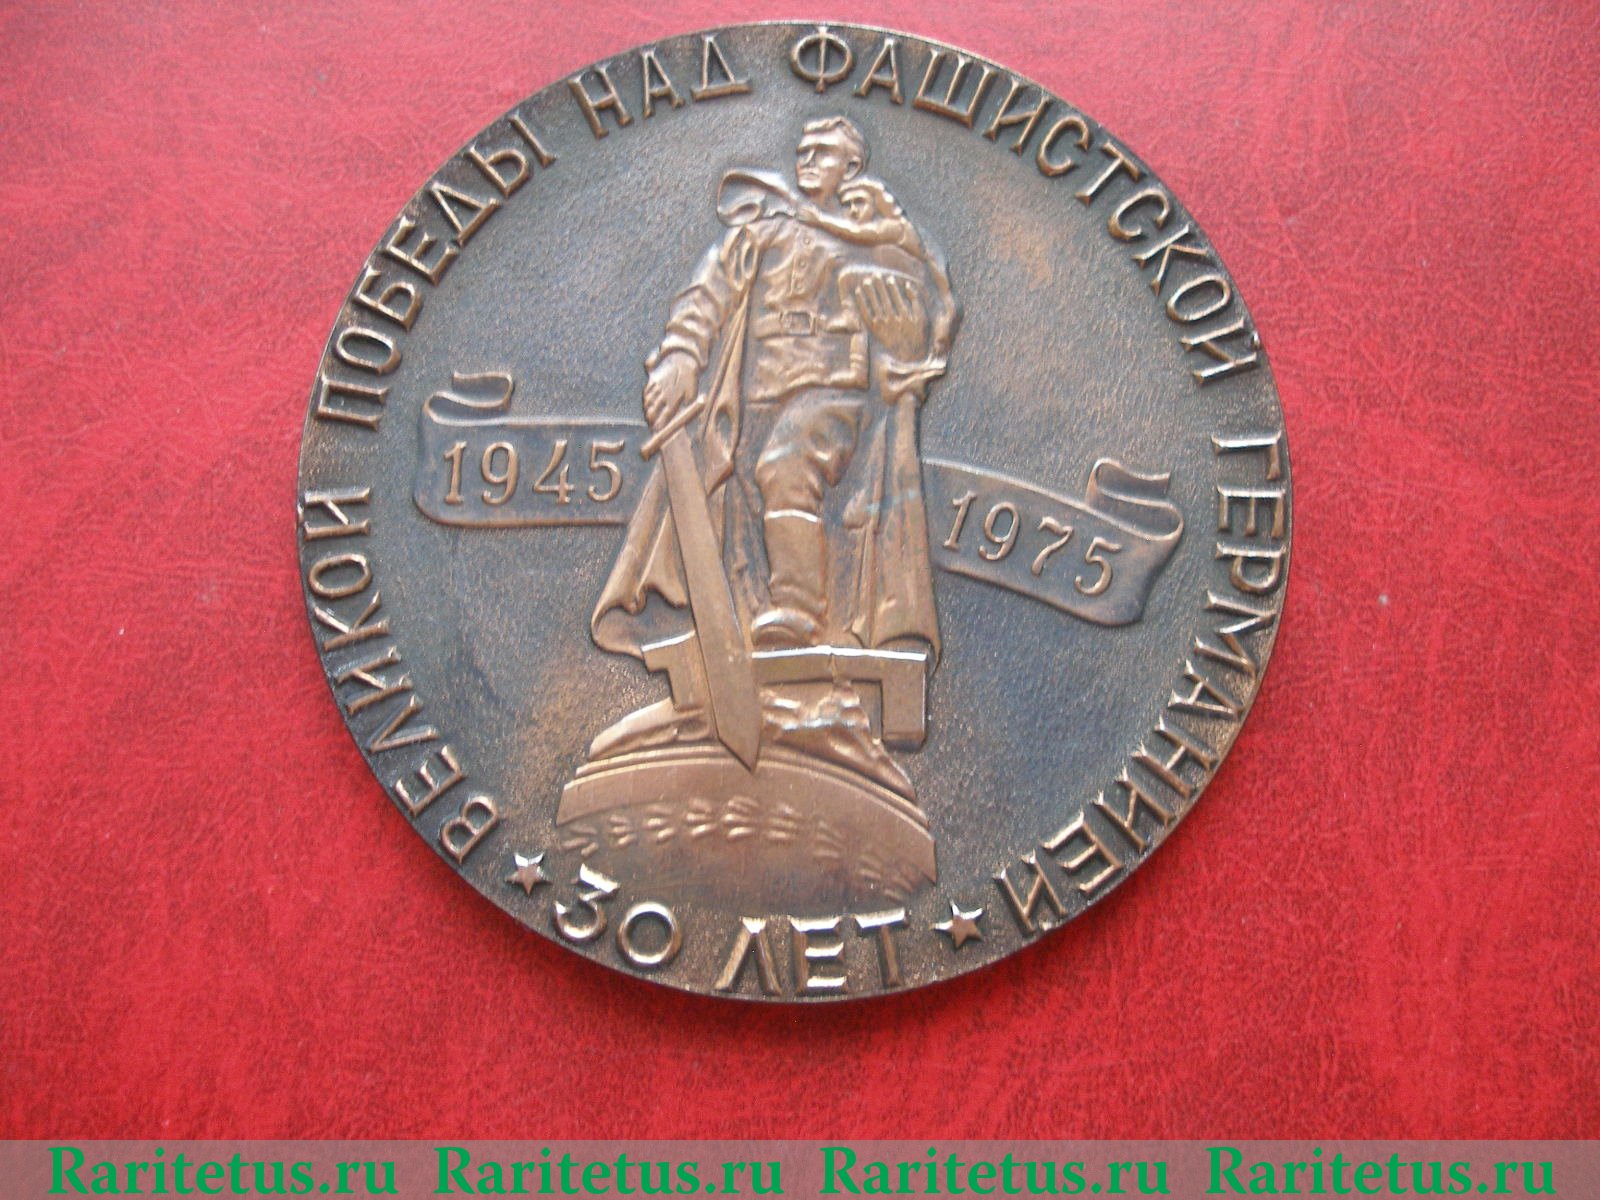 ★ 30 ЛЕТ ★
ВЕЛИКОЙ ПОБЕДЫ НАД ФАШИСТСКОЙ ГЕРМАНИЕЙ
1945
1975
Raritetus.ru Raritetus.ru Raritetus.ru Raritetus.ru